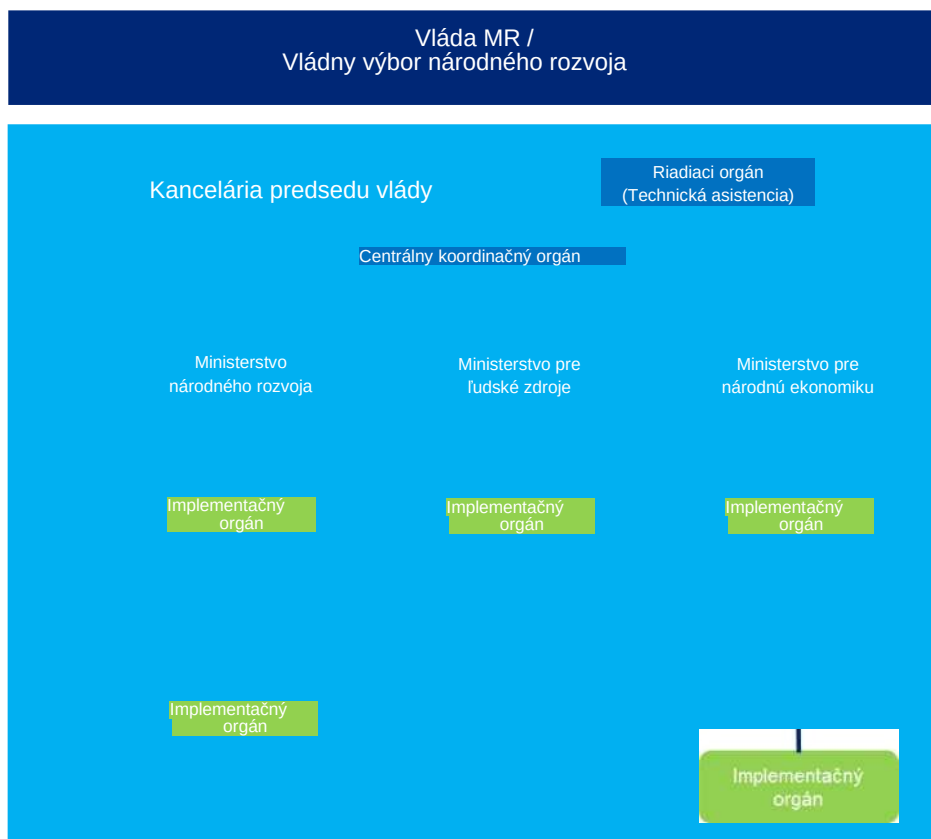 Vláda MR /
Vládny výbor národného rozvoja
Kancelária predsedu vlády
Riadiaci orgán
(Technická asistencia)
Centrálny koordinačný orgán
Ministerstvo
národného rozvoja
Ministerstvo pre
ľudské zdroje
Ministerstvo pre
národnú ekonomiku
Implementačný
orgán
Implementačný
orgán
Implementačný
orgán
Implementačný
orgán
Implementačný
orgán